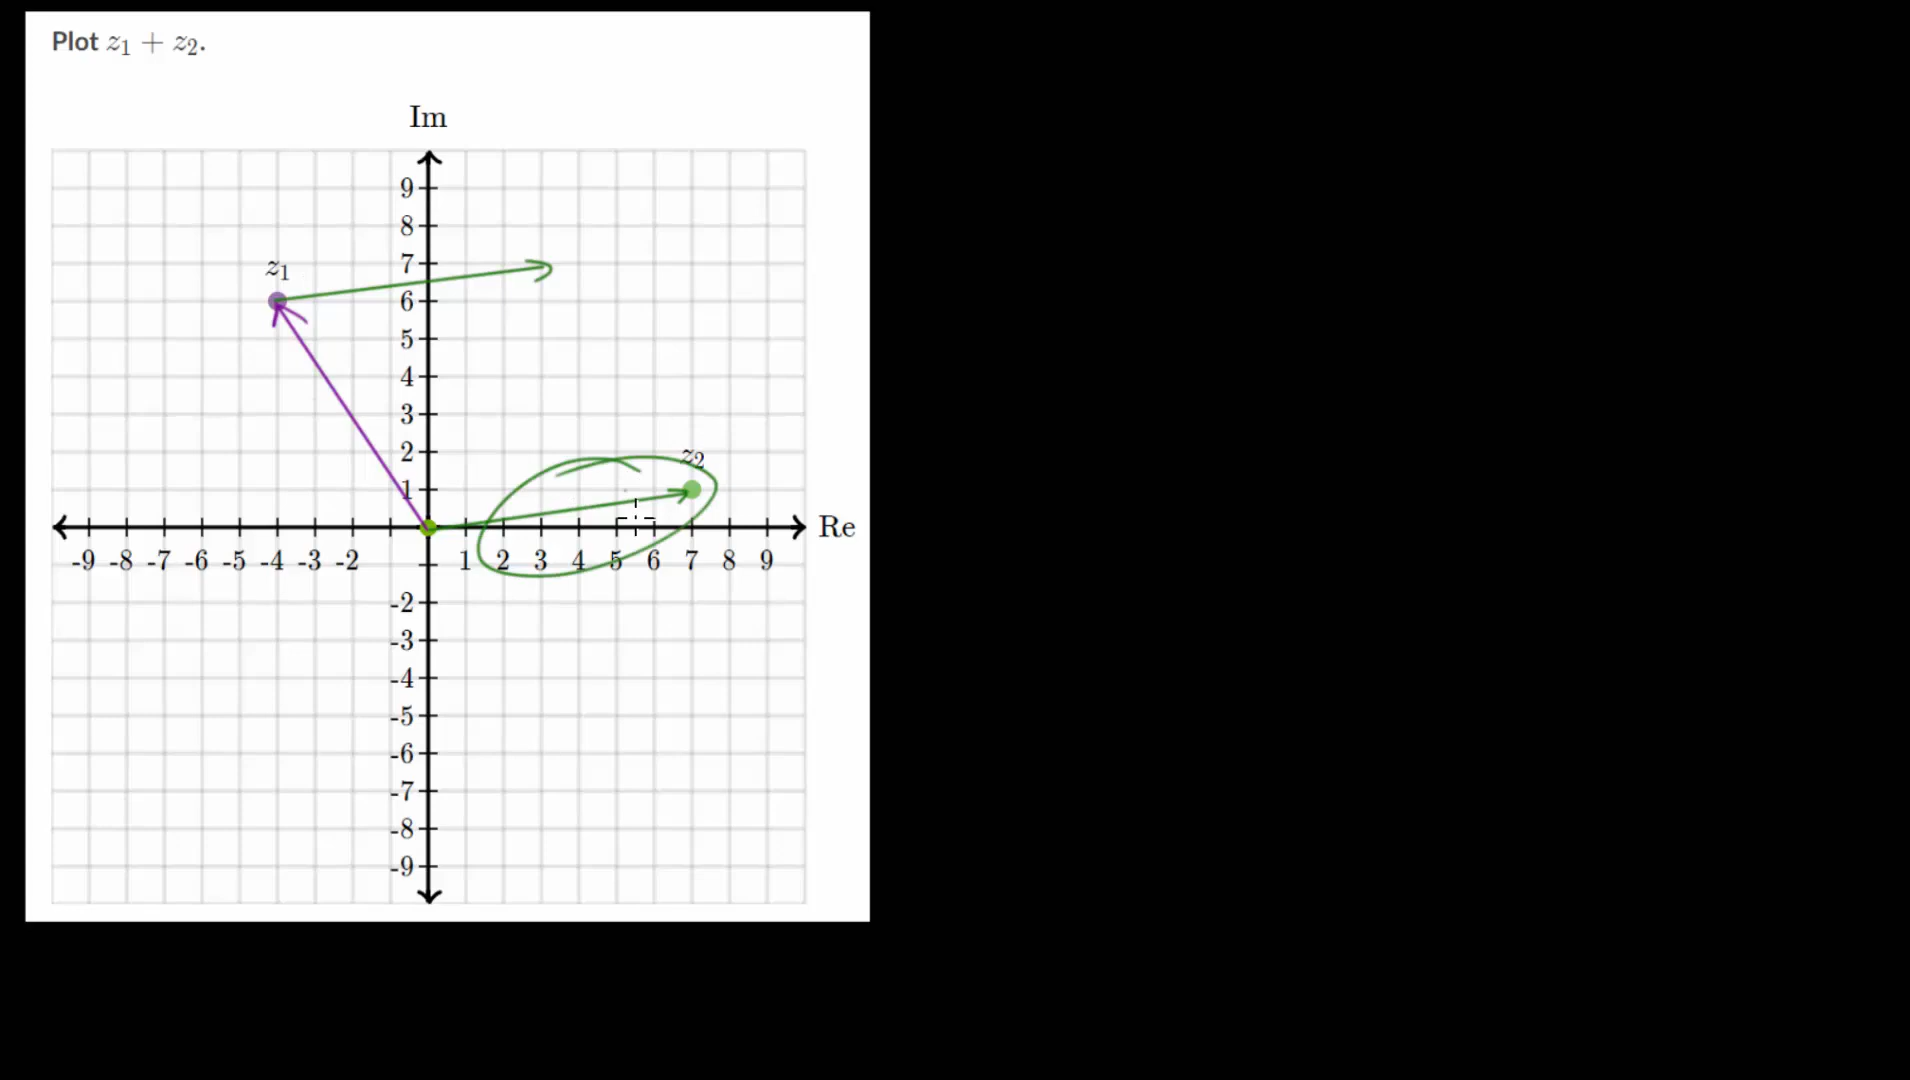 Plot z₁ + z₂.
Im
9
8
7
z₁
6
5
4
3
2
z₂
1
Re
-9 -8 -7 -6 -5 -4 -3 -2 1 2 3 4 5 6 7 8 9
-2
-3
-4
-5
-6
-7
-8
-9